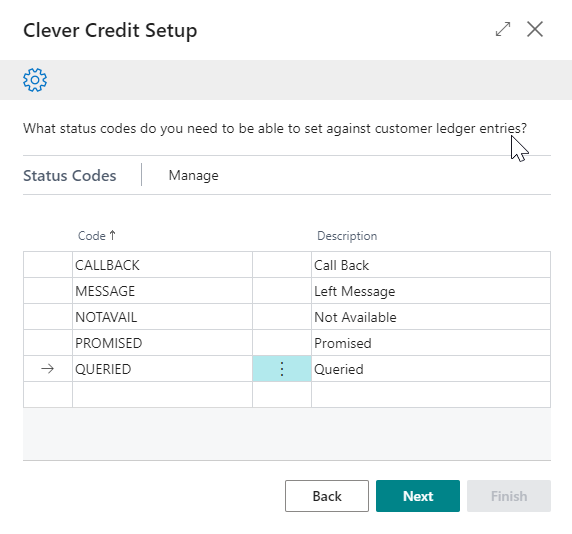 Clever Credit Setup
What status codes do you need to be able to set against customer ledger entries?
Status Codes Manage
Code ↑ Description
CALLBACK Call Back
MESSAGE Left Message
NOTAVAIL Not Available
PROMISED Promised
QUERIED Queried
Back Next Finish